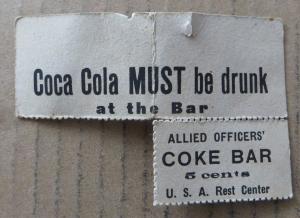 Coca Cola MUST be drunk
at the Bar
ALLIED OFFICERS'
COKE BAR
5 cents
U. S. A. Rest Center